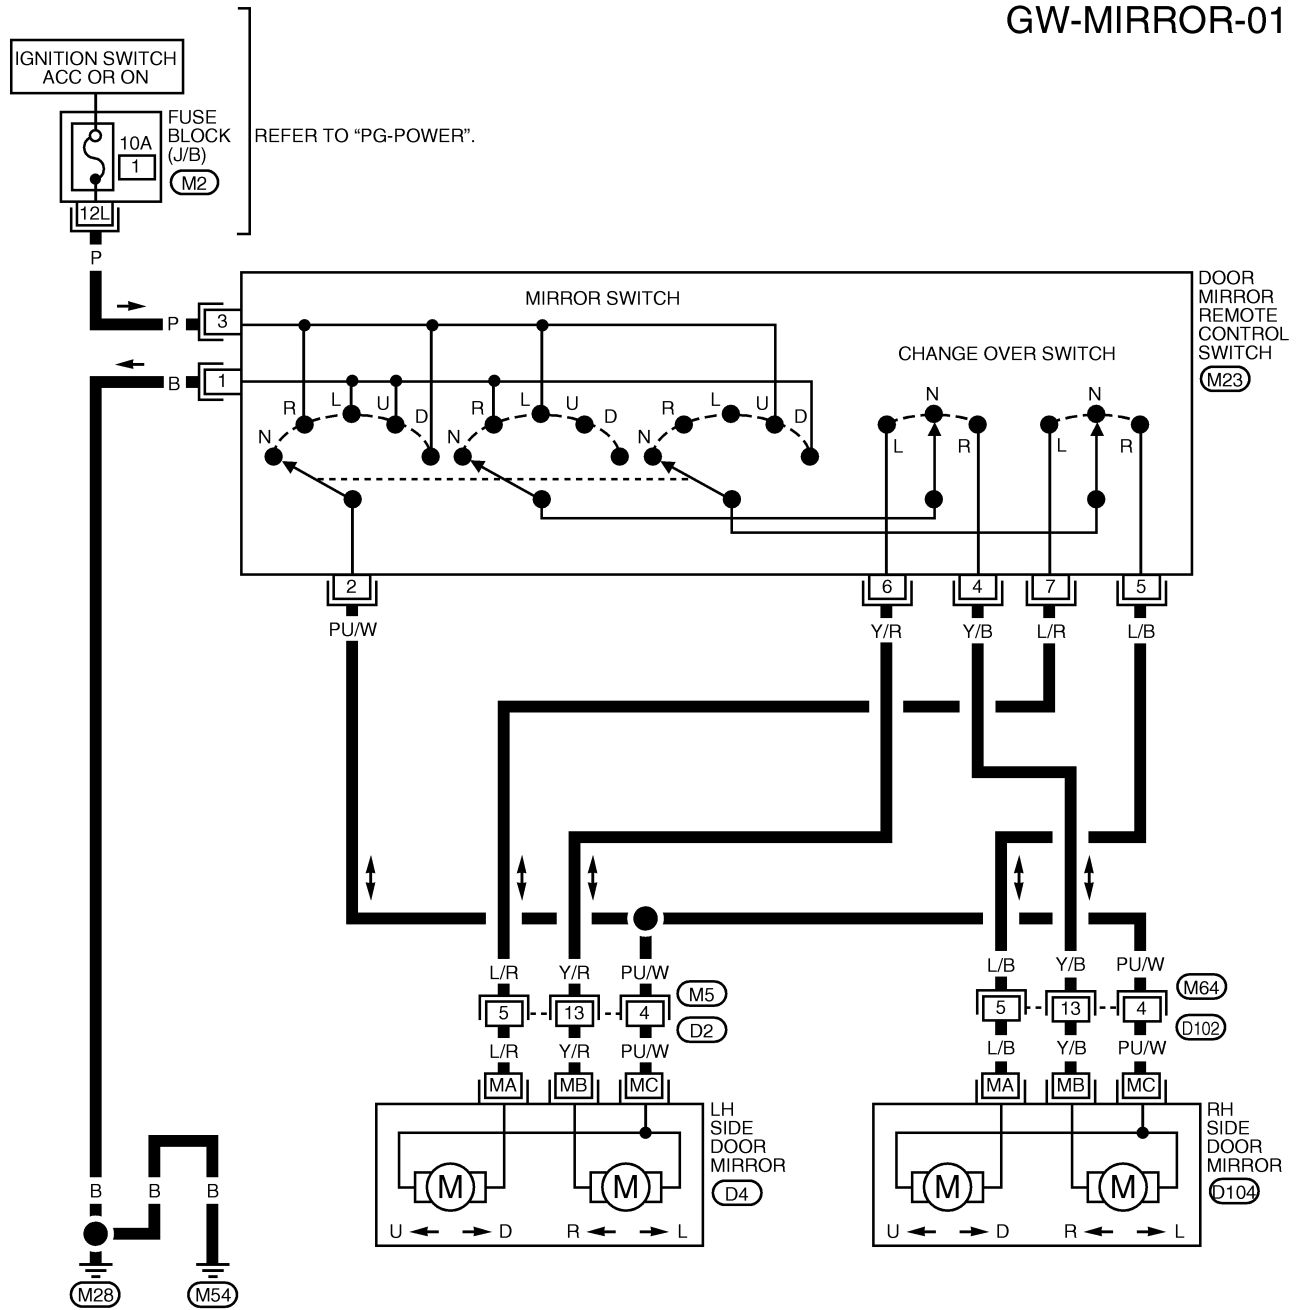 GW-MIRROR-01
IGNITION SWITCH
ACC OR ON
FUSE
BLOCK
(J/B)
10A
1
M2
REFER TO “PG-POWER”.
12L
P
P
3
B
1
MIRROR SWITCH
CHANGE OVER SWITCH
DOOR
MIRROR
REMOTE
CONTROL
SWITCH
M23
N R L U D
N R L U D
N R L U D
L N R
L N R
2 6 4 7 5
PU/W Y/R Y/B L/R L/B
L/R Y/R PU/W
L/B Y/B PU/W
5 13 4
M5
D2
5 13 4
M64
D102
L/R Y/R PU/W
L/B Y/B PU/W
MA MB MC
MA MB MC
LH
SIDE
DOOR
MIRROR
D4
RH
SIDE
DOOR
MIRROR
D104
M M
M M
U D R L
U D R L
B B B
M28 M54